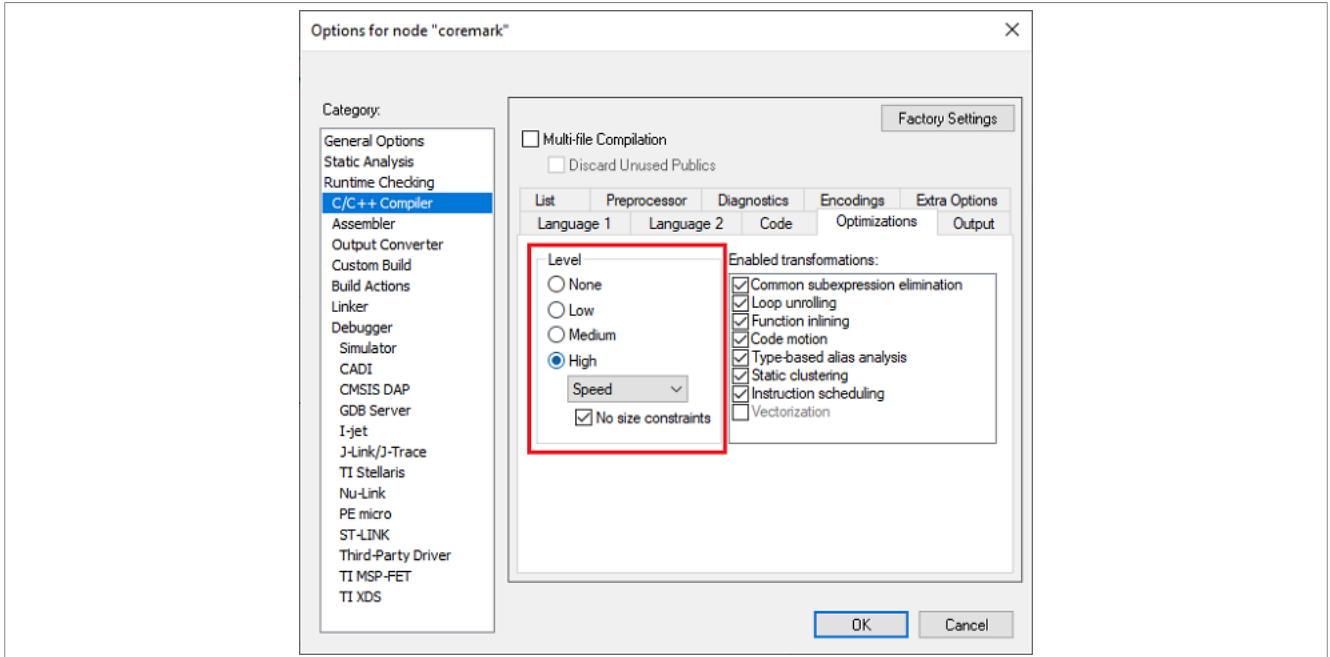 Options for node "coremark"
Category:
General Options
Static Analysis
Runtime Checking
C/C++ Compiler
Assembler
Output Converter
Custom Build
Build Actions
Linker
Debugger
Simulator
CADI
CMSIS DAP
GDB Server
I-jet
J-Link/J-Trace
TI Stellaris
Nu-Link
PE micro
ST-LINK
Third-Party Driver
TI MSP-FET
TI XDS
Factory Settings
Multi-file Compilation
Discard Unused Publics
List Preprocessor Diagnostics Encodings Extra Options
Language 1 Language 2 Code Optimizations Output
Level
None
Low
Medium
High
Speed
No size constraints
Enabled transformations:
Common subexpression elimination
Loop unrolling
Function inlining
Code motion
Type-based alias analysis
Static clustering
Instruction scheduling
Vectorization
OK Cancel